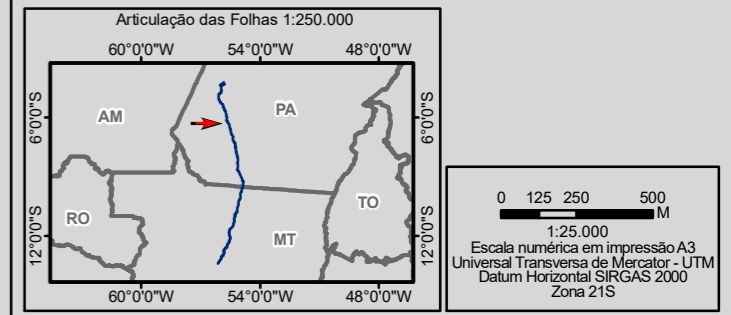 Articulação das Folhas 1:250.000
60°0'0"W 54°0'0"W 48°0'0"W
6°0'0"S 6°0'0"S
AM PA
RO TO
MT
12°0'0"S 12°0'0"S
60°0'0"W 54°0'0"W 48°0'0"W
0 125 250 500
M
1:25.000
Escala numérica em impressão A3
Universal Transversa de Mercator - UTM
Datum Horizontal SIRGAS 2000
Zona 21S